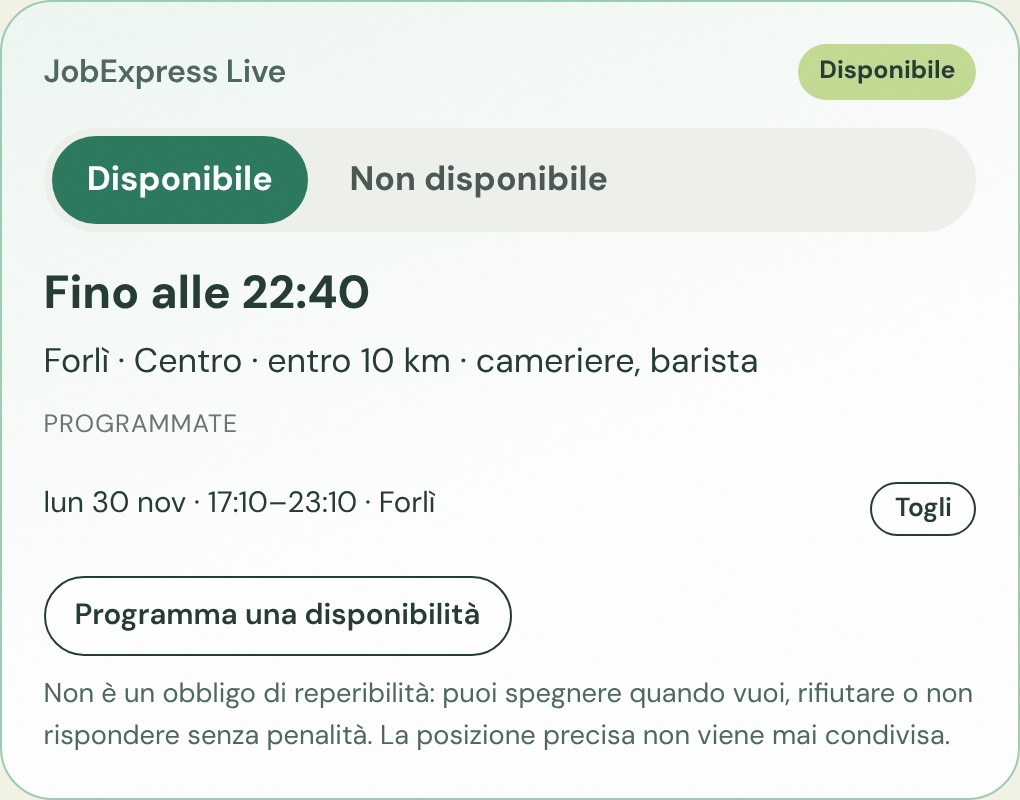 JobExpress Live
Disponibile
Disponibile
Non disponibile
Fino alle 22:40
Forlì · Centro · entro 10 km · cameriere, barista
PROGRAMMATE
lun 30 nov · 17:10–23:10 · Forlì
Togli
Programma una disponibilità
Non è un obbligo di reperibilità: puoi spegnere quando vuoi, rifiutare o non
rispondere senza penalità. La posizione precisa non viene mai condivisa.